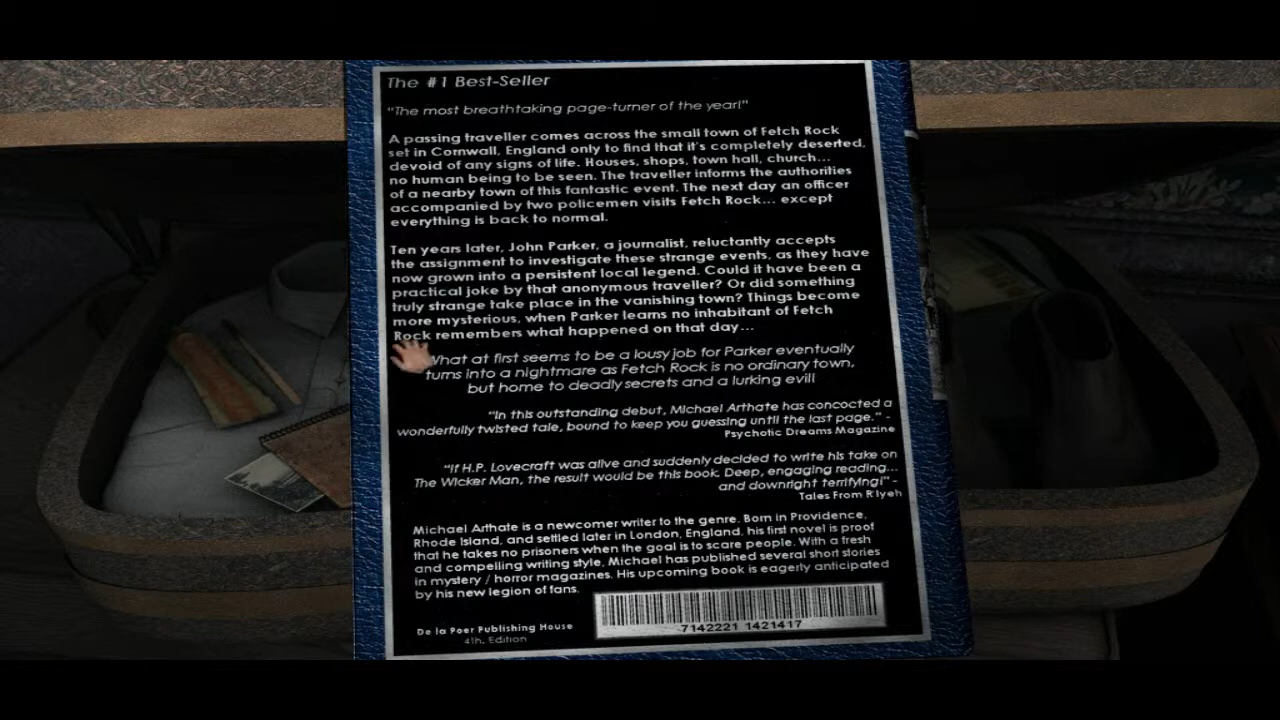 The #1 Best-Seller
"The most breathtaking page-turner of the year!"
A passing traveller comes across the small town of Fetch Rock
set in Cornwall, England only to find that it's completely deserted,
devoid of any signs of life. Houses, shops, town hall, church...
no human being to be seen. The traveller informs the authorities
of a nearby town of this fantastic event. The next day an officer
accompanied by two policemen visits Fetch Rock... except
everything is back to normal.
Ten years later, John Parker, a journalist, reluctantly accepts
the assignment to investigate these strange events, as they have
now grown into a persistent local legend. Could it have been a
practical joke by that anonymous traveller? Or did something
truly strange take place in the vanishing town? Things become
more mysterious, when Parker learns no inhabitant of Fetch
Rock remembers what happened on that day...
What at first seems to be a lousy job for Parker eventually
turns into a nightmare as Fetch Rock is no ordinary town,
but home to deadly secrets and a lurking evil!
"In this outstanding debut, Michael Arthate has concocted a
wonderfully twisted tale, bound to keep you guessing until the last page." -
Psychotic Dreams Magazine
"If H.P. Lovecraft was alive and suddenly decided to write his take on
The Wicker Man, the result would be this book. Deep, engaging reading...
and downright terrifying!" -
Tales From R'lyeh
Michael Arthate is a newcomer writer to the genre. Born in Providence,
Rhode Island, and settled later in London, England, his first novel is proof
that he takes no prisoners when the goal is to scare people. With a fresh
and compelling writing style, Michael has published several short stories
in mystery / horror magazines. His upcoming book is eagerly anticipated
by his new legion of fans.
De la Poer Publishing House
4th. Edition
7142221 1421417